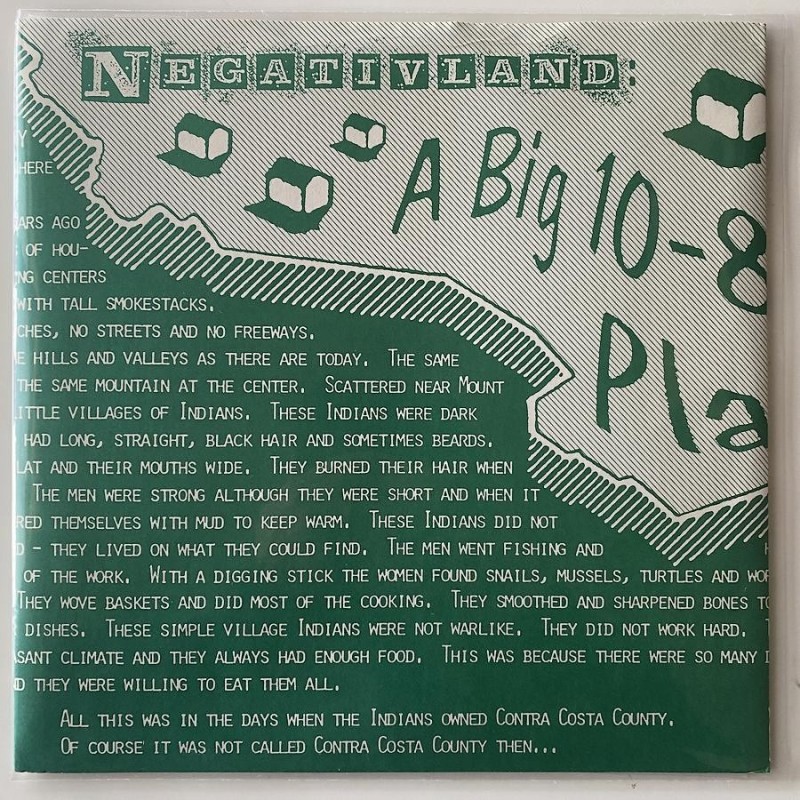 NEGATIVLAND:
A Big 10-8
Pla
Y
HERE
ARS AGO
OF HOU-
NG CENTERS
WITH TALL SMOKESTACKS.
CHES, NO STREETS AND NO FREEWAYS.
E HILLS AND VALLEYS AS THERE ARE TODAY. THE SAME
THE SAME MOUNTAIN AT THE CENTER. SCATTERED NEAR MOUNT
LITTLE VILLAGES OF INDIANS. THESE INDIANS WERE DARK
HAD LONG, STRAIGHT, BLACK HAIR AND SOMETIMES BEARDS.
LAT AND THEIR MOUTHS WIDE. THEY BURNED THEIR HAIR WHEN
THE MEN WERE STRONG ALTHOUGH THEY WERE SHORT AND WHEN IT
RED THEMSELVES WITH MUD TO KEEP WARM. THESE INDIANS DID NOT
D - THEY LIVED ON WHAT THEY COULD FIND. THE MEN WENT FISHING AND
OF THE WORK. WITH A DIGGING STICK THE WOMEN FOUND SNAILS, MUSSELS, TURTLES AND WOR
THEY WOVE BASKETS AND DID MOST OF THE COOKING. THEY SMOOTHED AND SHARPENED BONES TO
DISHES. THESE SIMPLE VILLAGE INDIANS WERE NOT WARLIKE. THEY DID NOT WORK HARD. T
ASANT CLIMATE AND THEY ALWAYS HAD ENOUGH FOOD. THIS WAS BECAUSE THERE WERE SO MANY
D THEY WERE WILLING TO EAT THEM ALL.
ALL THIS WAS IN THE DAYS WHEN THE INDIANS OWNED CONTRA COSTA COUNTY.
OF COURSE IT WAS NOT CALLED CONTRA COSTA COUNTY THEN...